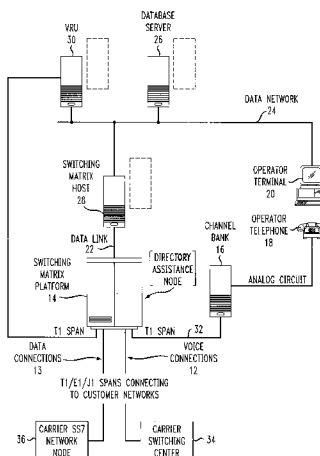 VRU
30
DATABASE
SERVER
26
DATA NETWORK
24
SWITCHING
MATRIX
HOST
28
OPERATOR
TERMINAL
20
CHANNEL
BANK
16
OPERATOR
TELEPHONE
18
DATA LINK
22
SWITCHING
MATRIX
PLATFORM
14
DIRECTORY
ASSISTANCE
NODE
ANALOG CIRCUIT
T1 SPAN
T1 SPAN
32
DATA
CONNECTIONS
13
VOICE
CONNECTIONS
12
T1/E1/J1 SPANS CONNECTING
TO CUSTOMER NETWORKS
36
CARRIER SS7
NETWORK
NODE
CARRIER
SWITCHING
CENTER
34